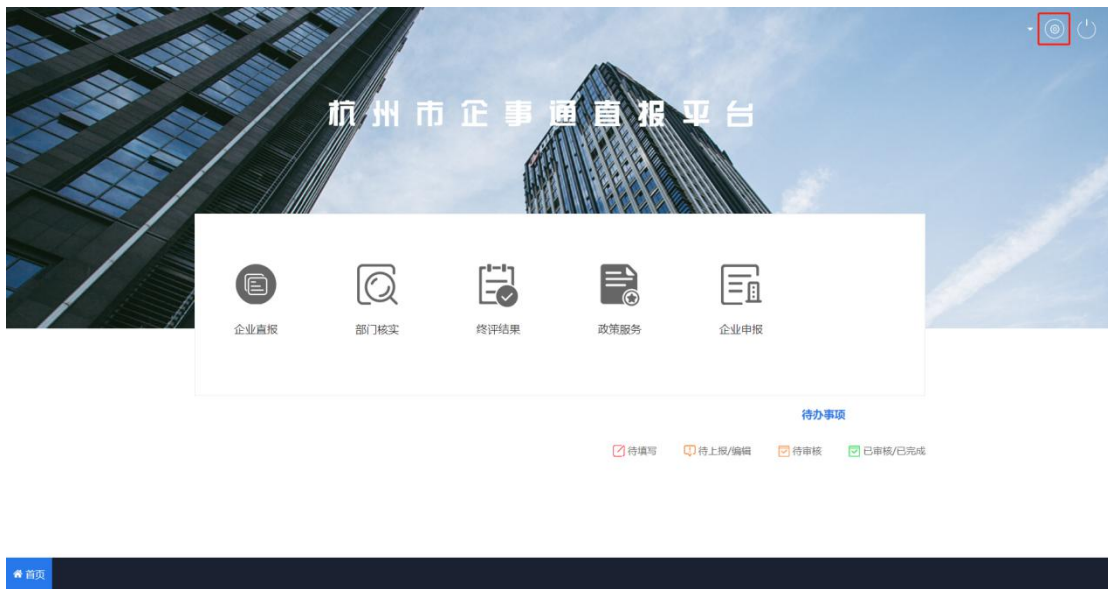 杭州市企事通直报平台
企业直报
部门核实
终评结果
政策服务
企业申报
待办事项
待填写 待上报/编辑 待审核 已审核/已完成
首页